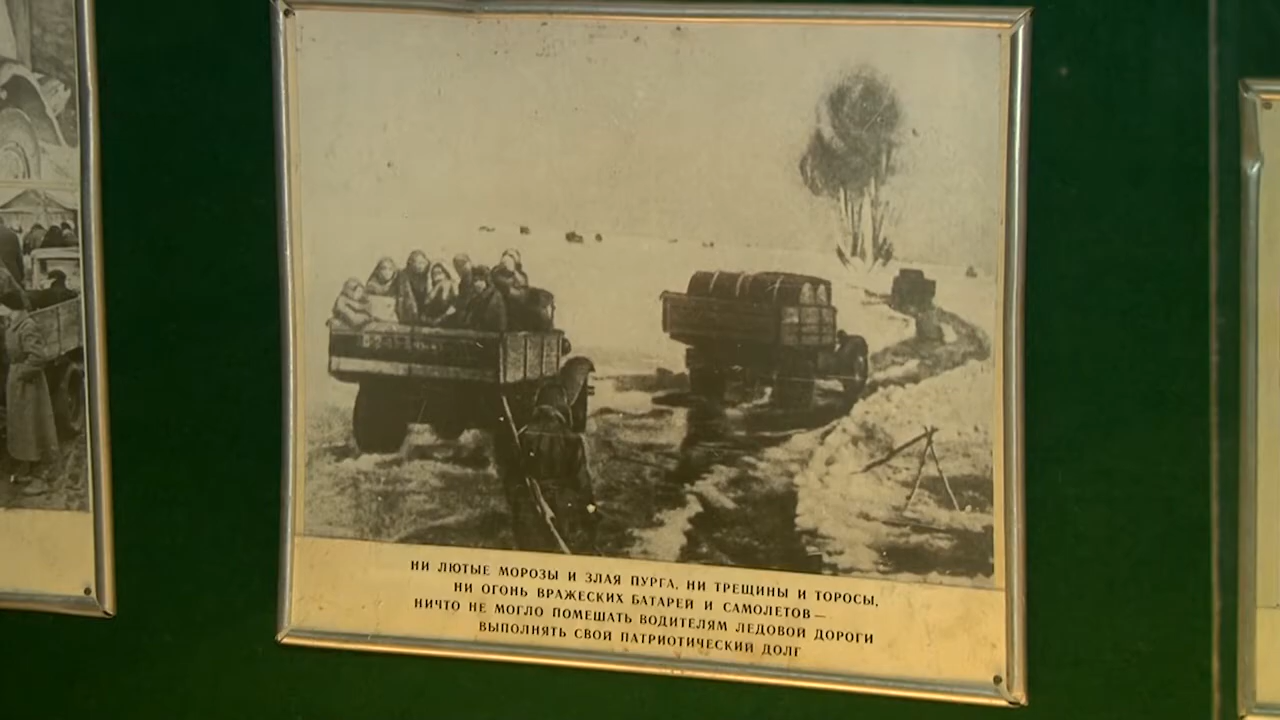 НИ ЛЮТЫЕ МОРОЗЫ И ЗЛАЯ ПУРГА, НИ ТРЕЩИНЫ И ТОРОСЫ,
НИ ОГОНЬ ВРАЖЕСКИХ БАТАРЕЙ И САМОЛЕТОВ —
НИЧТО НЕ МОГЛО ПОМЕШАТЬ ВОДИТЕЛЯМ ЛЕДОВОЙ ДОРОГИ
ВЫПОЛНЯТЬ СВОЙ ПАТРИОТИЧЕСКИЙ ДОЛГ